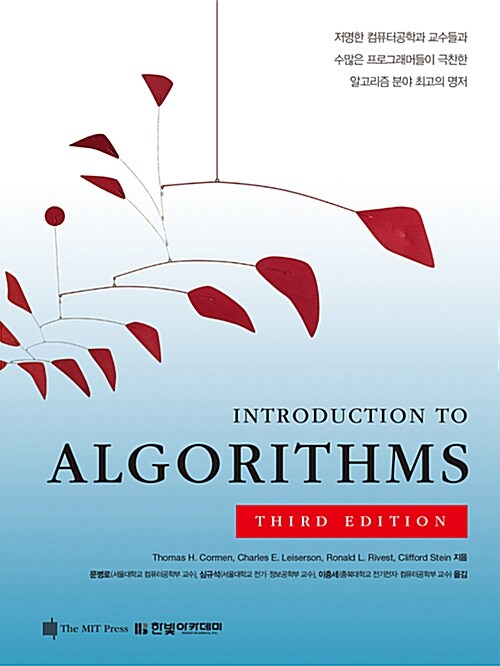 저명한 컴퓨터공학과 교수들과
수많은 프로그래머들이 극찬한
알고리즘 분야 최고의 명저
INTRODUCTION TO
ALGORITHMS
THIRD EDITION
Thomas H. Cormen, Charles E. Leiserson, Ronald L. Rivest, Clifford Stein 지음
문병로(서울대학교 컴퓨터공학부 교수), 심규석(서울대학교 전기·정보공학부 교수), 이충세(충북대학교 전기전자·컴퓨터공학부 교수) 옮김
The MIT Press 한빛아카데미